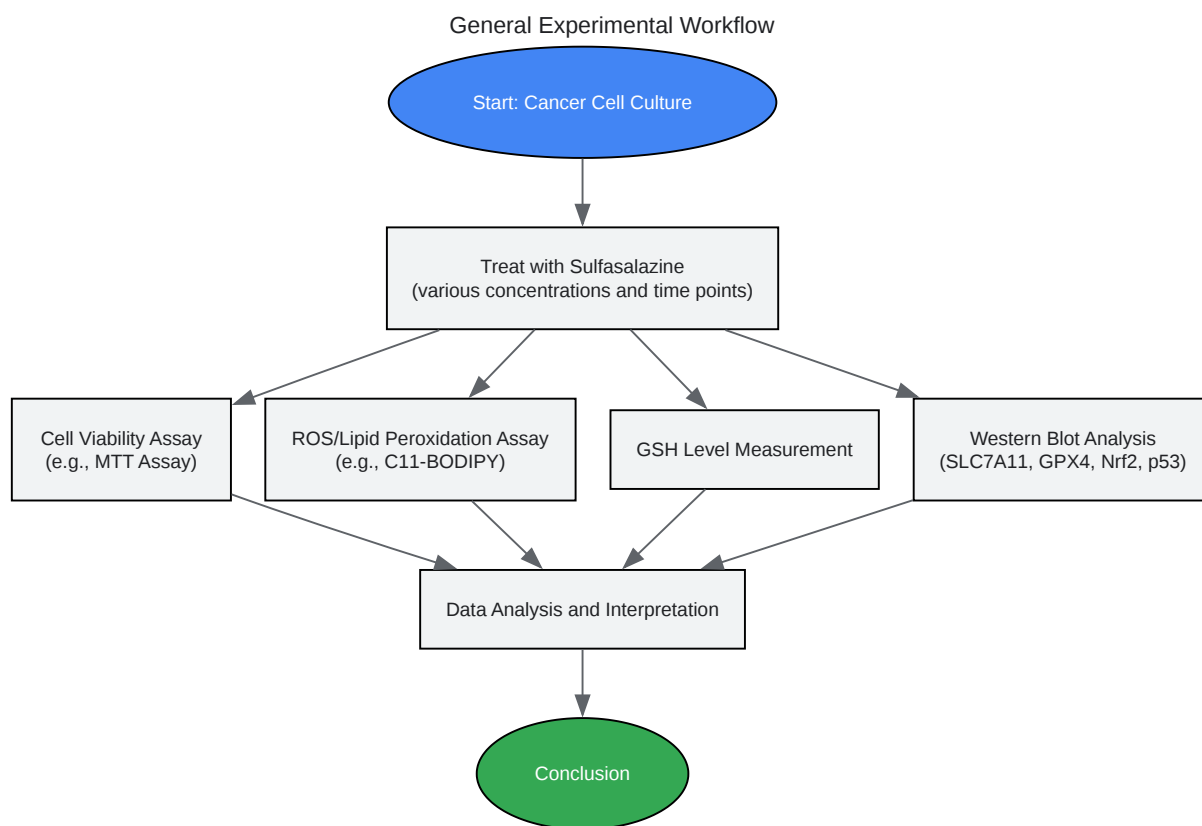 General Experimental Workflow
Start: Cancer Cell Culture
Treat with Sulfasalazine
(various concentrations and time points)
Cell Viability Assay
(e.g., MTT Assay)
ROS/Lipid Peroxidation Assay
(e.g., C11-BODIPY)
GSH Level Measurement
Western Blot Analysis
(SLC7A11, GPX4, Nrf2, p53)
Data Analysis and Interpretation
Conclusion